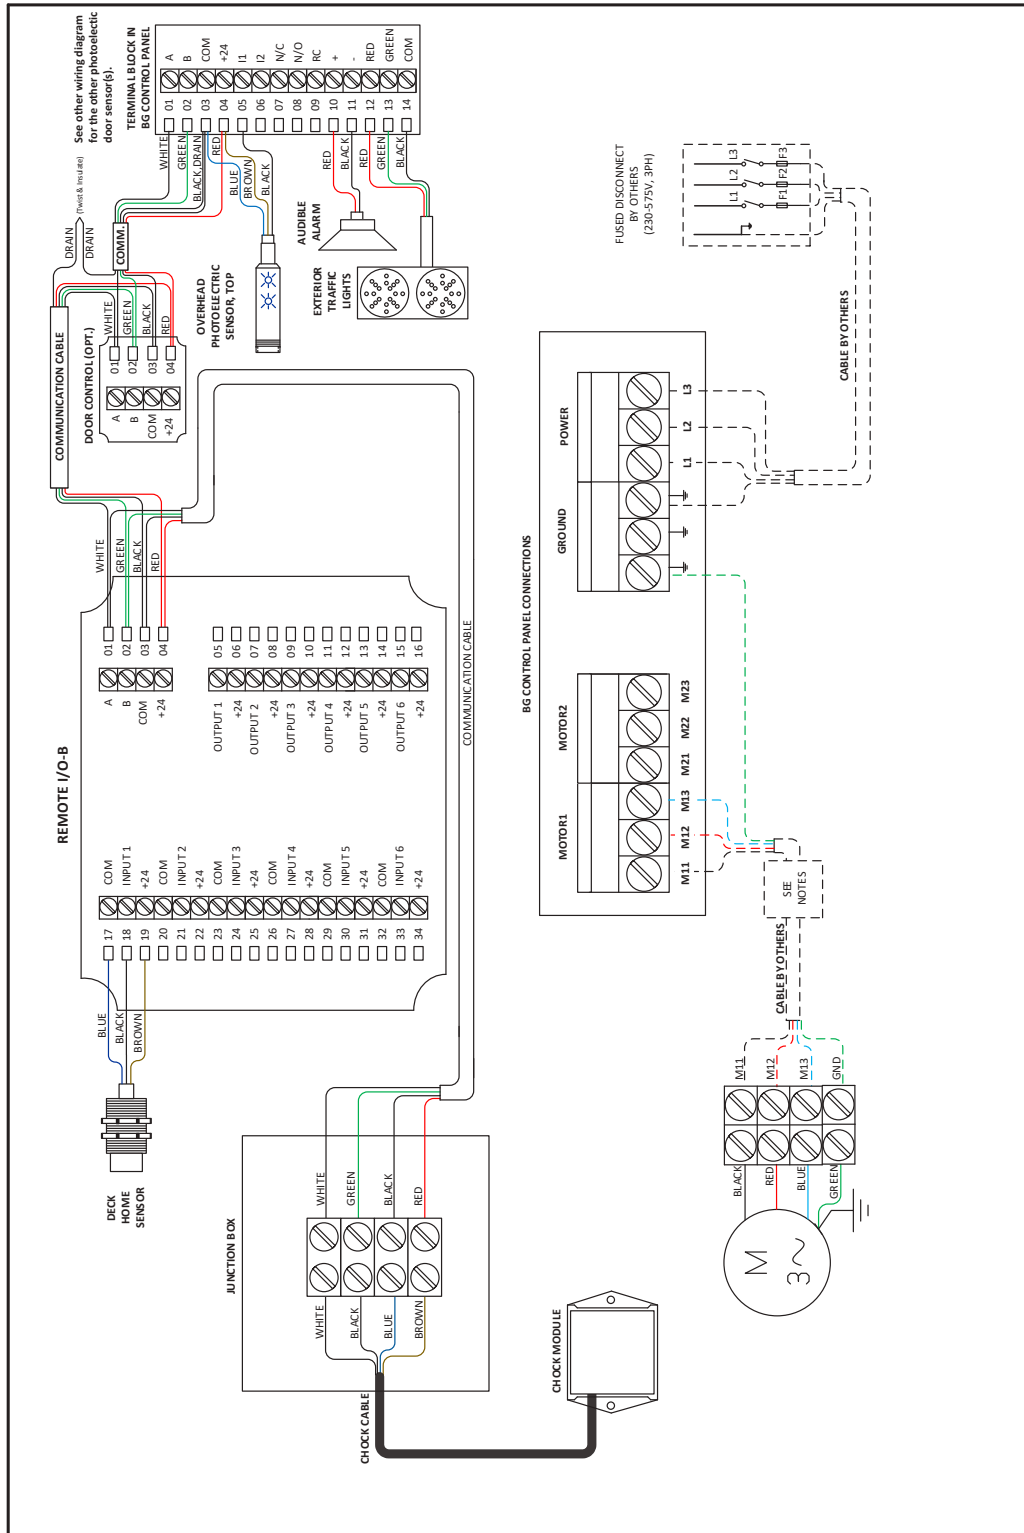 See other wiring diagram
for the other photoelectic
door sensor(s).
(Twist & Insulate)
DRAIN
DRAIN
COMM.
COMMUNICATION CABLE
DOOR CONTROL (OPT.)
WHITE
GREEN
BLACK
RED
01
02
03
04
A
B
COM
+24
TERMINAL BLOCK IN
BG CONTROL PANEL
A
B
COM
+24
I1
I2
N/C
N/O
RC
+
-
RED
GREEN
COM
01
02
03
04
05
06
07
08
09
10
11
12
13
14
WHITE
GREEN
BLACK,DRAIN
RED
BLUE
BROWN
BLACK
RED
BLACK
RED
GREEN
BLACK
OVERHEAD
PHOTOELECTRIC
SENSOR, TOP
AUDIBLE
ALARM
EXTERIOR
TRAFFIC
LIGHTS
REMOTE I/O-B
WHITE
GREEN
BLACK
RED
01
02
03
04
05
06
07
08
09
10
11
12
13
14
15
16
A
B
COM
+24
OUTPUT 1
+24
OUTPUT 2
+24
OUTPUT 3
+24
OUTPUT 4
+24
OUTPUT 5
+24
OUTPUT 6
+24
COM
INPUT 1
+24
COM
INPUT 2
+24
COM
INPUT 3
+24
COM
INPUT 4
+24
COM
INPUT 5
+24
COM
INPUT 6
+24
17
18
19
20
21
22
23
24
25
26
27
28
29
30
31
32
33
34
BLUE
BLACK
BROWN
DECK
HOME
SENSOR
COMMUNICATION CABLE
JUNCTION BOX
WHITE
GREEN
BLACK
RED
WHITE
BLACK
BLUE
BROWN
CHOCK CABLE
CHOCK MODULE
FUSED DISCONNECT
BY OTHERS
(230-575V, 3PH)
L1
L2
L3
F1
F2
F3
CABLE BY OTHERS
BG CONTROL PANEL CONNECTIONS
MOTOR1
MOTOR2
GROUND
POWER
M11
M12
M13
M21
M22
M23
L1
L2
L3
SEE
NOTES
CABLE BY OTHERS
M11
M12
M13
GND
BLACK
RED
BLUE
GREEN
M
3~